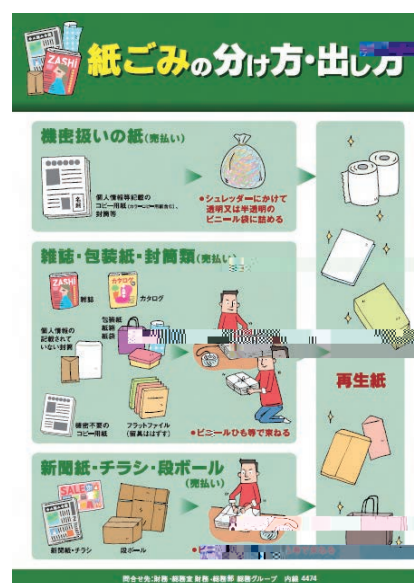 ZASHI
紙ごみの分け方・出し方
機密扱いの紙(売払い)
名刺
個人情報等記載の
封筒等
●シュレッダーにかけて
透明又は半透明の
ビニール袋に詰める
雑誌・包装紙・封筒類(売払い)
ZASHI
雑誌
カタログ
カタログ
個人情報の
記載されて
いない封筒
包装紙
紙袋
紙箱
機密不要の
コピー用紙
フラットファイル
(留具ははずす)
●ビニールひも等で束ねる
再生紙
新聞紙・チラシ・段ボール
(売払い)
SALE
新聞紙・チラシ
段ボール
問合せ先:財務・総務室 財務・総務部 総務グループ 内線 4474